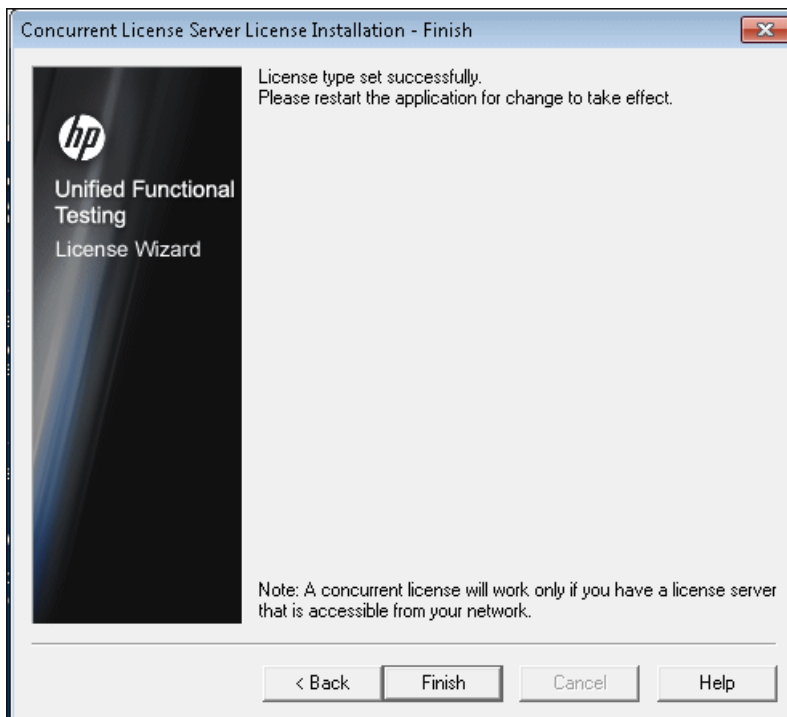 Concurrent License Server License Installation - Finish
hp
Unified Functional
Testing
License Wizard
License type set successfully.
Please restart the application for change to take effect.
Note: A concurrent license will work only if you have a license server
that is accessible from your network.
< Back
Finish
Cancel
Help